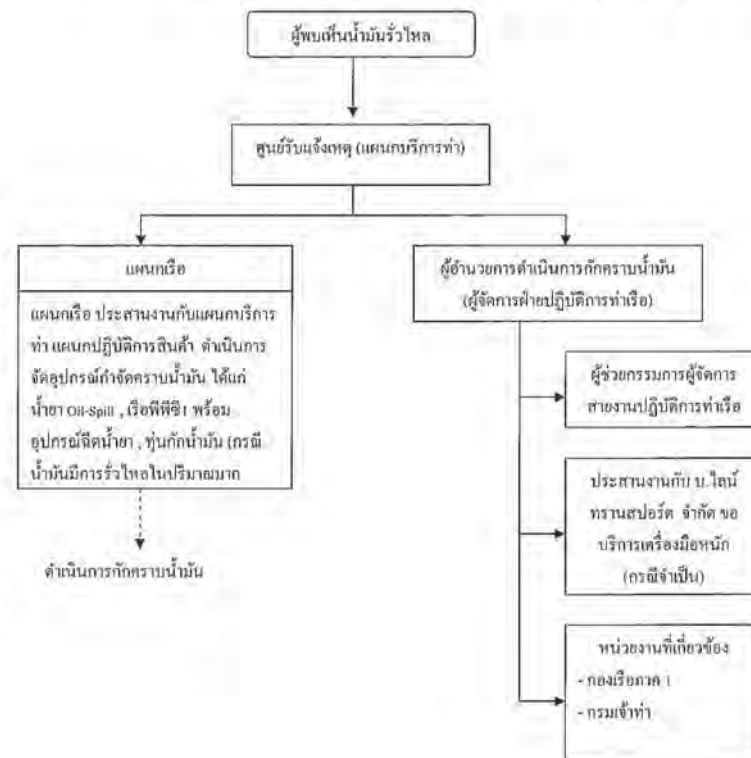 ผู้พบเห็นน้ำมันรั่วไหล
ศูนย์รับแจ้งเหตุ (แผนกบริการท่า)
แผนกเรือ
แผนกเรือ ประสานงานกับแผนกบริการ
ท่า แผนกปฏิบัติการสินค้า ดำเนินการ
จัดอุปกรณ์กำจัดคราบน้ำมัน ได้แก่
น้ำยา Oil-Spill , เรือพีพีซี1 พร้อม
อุปกรณ์ฉีดน้ำยา , ทุ่นกักน้ำมัน (กรณี
น้ำมันมีการรั่วไหลในปริมาณมาก
ดำเนินการกักคราบน้ำมัน
ผู้อำนวยการดำเนินการกักคราบน้ำมัน
(ผู้จัดการฝ่ายปฏิบัติการท่าเรือ)
ผู้ช่วยกรรมการผู้จัดการ
สายงานปฏิบัติการท่าเรือ
ประสานงานกับ บ.ไลน์
ทรานสปอร์ต จำกัด ขอ
บริการเครื่องมือหนัก
(กรณีจำเป็น)
หน่วยงานที่เกี่ยวข้อง
- กองเรือภาค 1
- กรมเจ้าท่า